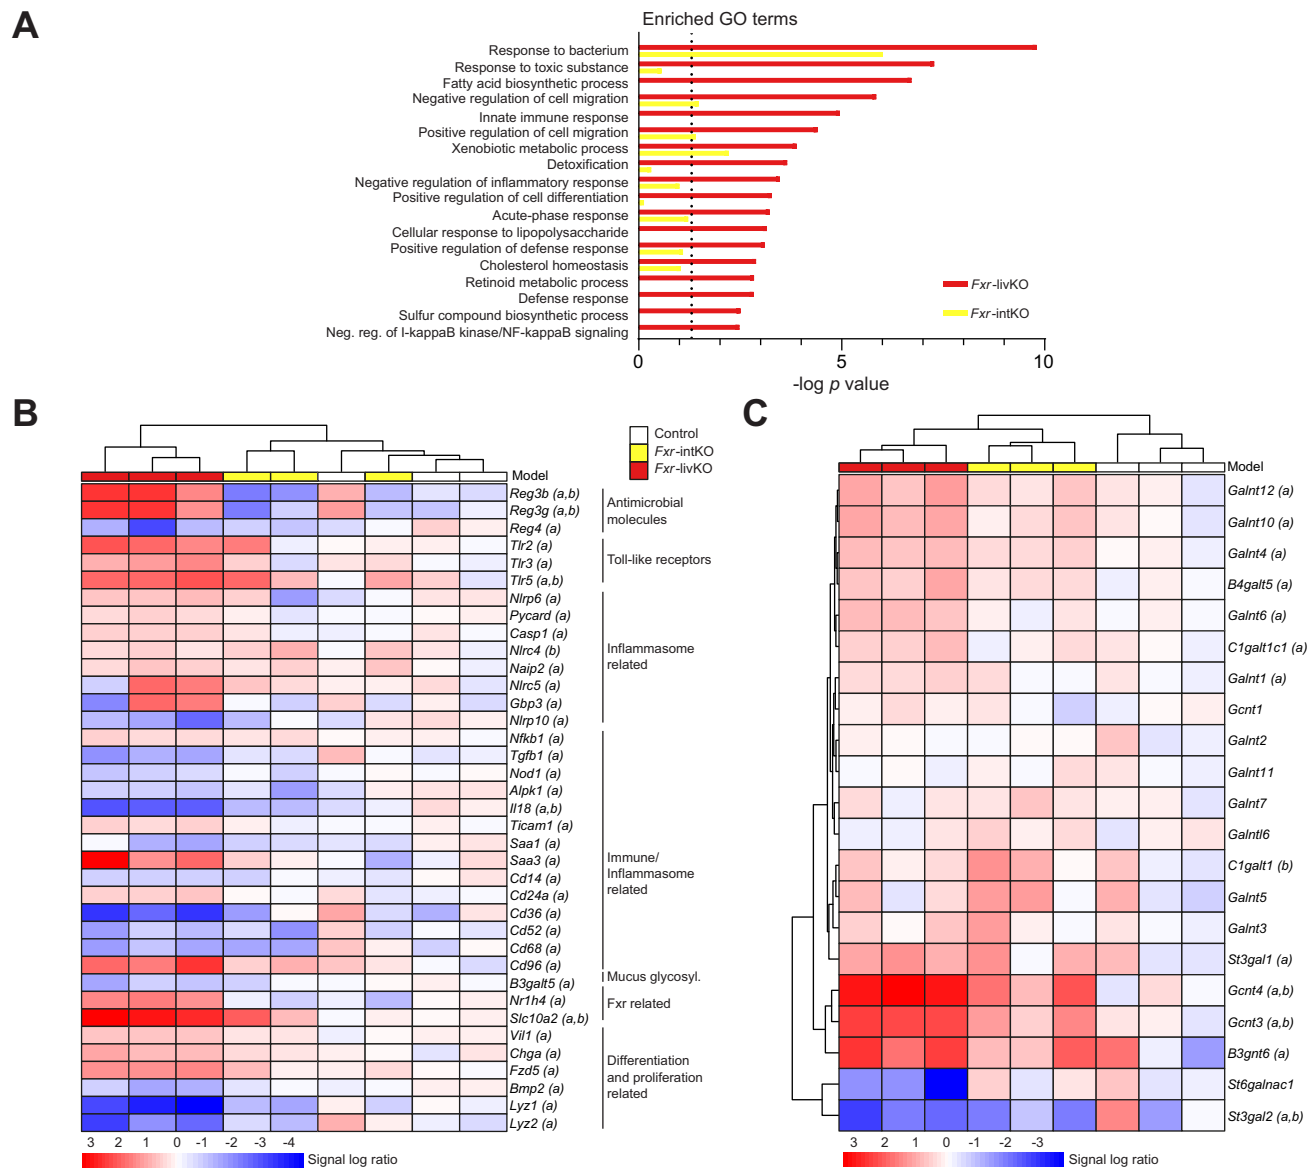 A
Enriched GO terms
Response to bacterium
Response to toxic substance
Fatty acid biosynthetic process
Negative regulation of cell migration
Innate immune response
Positive regulation of cell migration
Xenobiotic metabolic process
Detoxification
Negative regulation of inflammatory response
Positive regulation of cell differentiation
Acute-phase response
Cellular response to lipopolysaccharide
Positive regulation of defense response
Cholesterol homeostasis
Retinoid metabolic process
Defense response
Sulfur compound biosynthetic process
Neg. reg. of I-kappaB kinase/NF-kappaB signaling
Fxr-livKO
Fxr-intKO
0 5 10
-log p value
B
Control
Fxr-intKO
Fxr-livKO
Model
Reg3b (a,b)
Reg3g (a,b)
Reg4 (a)
Tlr2 (a)
Tlr3 (a)
Tlr5 (a,b)
Nlrp6 (a)
Pycard (a)
Casp1 (a)
Nlrc4 (b)
Naip2 (a)
Nlrc5 (a)
Gbp3 (a)
Nlrp10 (a)
Nfkb1 (a)
Tgfb1 (a)
Nod1 (a)
Alpk1 (a)
Il18 (a,b)
Ticam1 (a)
Saa1 (a)
Saa3 (a)
Cd14 (a)
Cd24a (a)
Cd36 (a)
Cd52 (a)
Cd68 (a)
Cd96 (a)
B3galt5 (a)
Nr1h4 (a)
Slc10a2 (a,b)
Vil1 (a)
Chga (a)
Fzd5 (a)
Bmp2 (a)
Lyz1 (a)
Lyz2 (a)
Antimicrobial
molecules
Toll-like receptors
Inflammasome
related
Immune/
Inflammasome
related
Mucus glycosyl.
Fxr related
Differentiation
and proliferation
related
3 2 1 0 -1 -2 -3 -4
Signal log ratio
C
Model
Galnt12 (a)
Galnt10 (a)
Galnt4 (a)
B4galt5 (a)
Galnt6 (a)
C1galt1c1 (a)
Galnt1 (a)
Gcnt1
Galnt2
Galnt11
Galnt7
Galntl6
C1galt1 (b)
Galnt5
Galnt3
St3gal1 (a)
Gcnt4 (a,b)
Gcnt3 (a,b)
B3gnt6 (a)
St6galnac1
St3gal2 (a,b)
3 2 1 0 -1 -2 -3
Signal log ratio